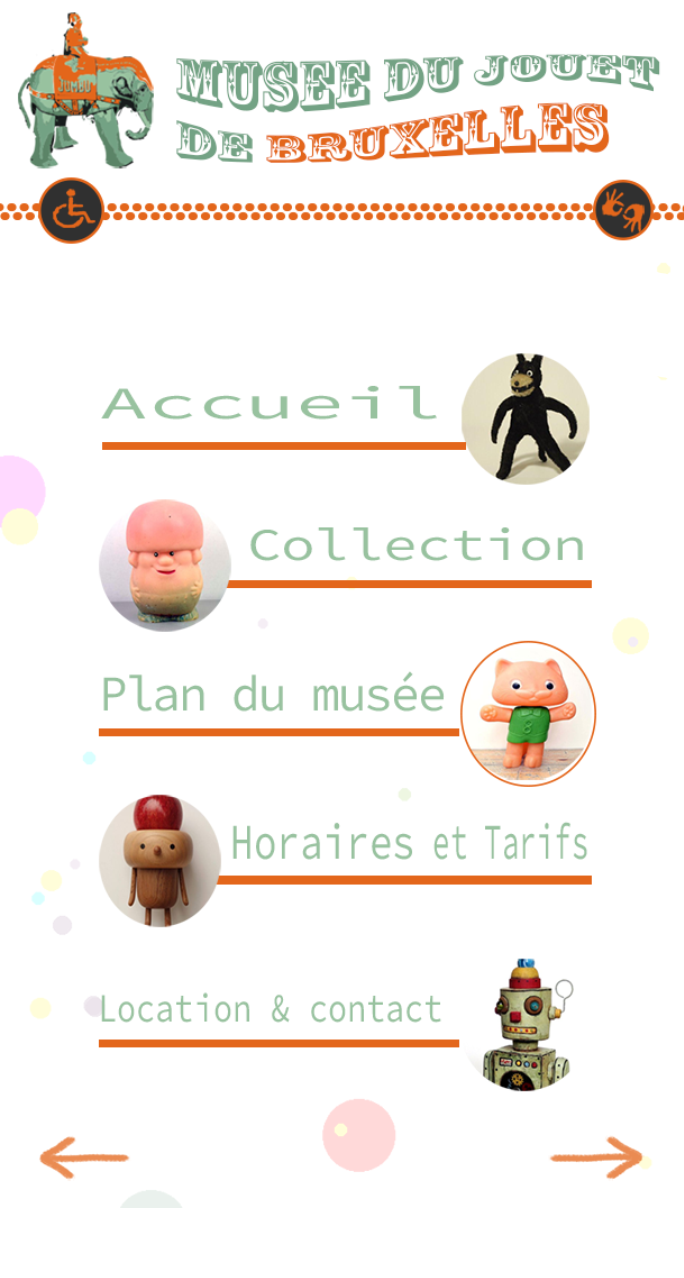 JUMBO
MUSEE DU JOUET
DE BRUXELLES
Accueil
Collection
Plan du musée
Horaires et Tarifs
Location & contact